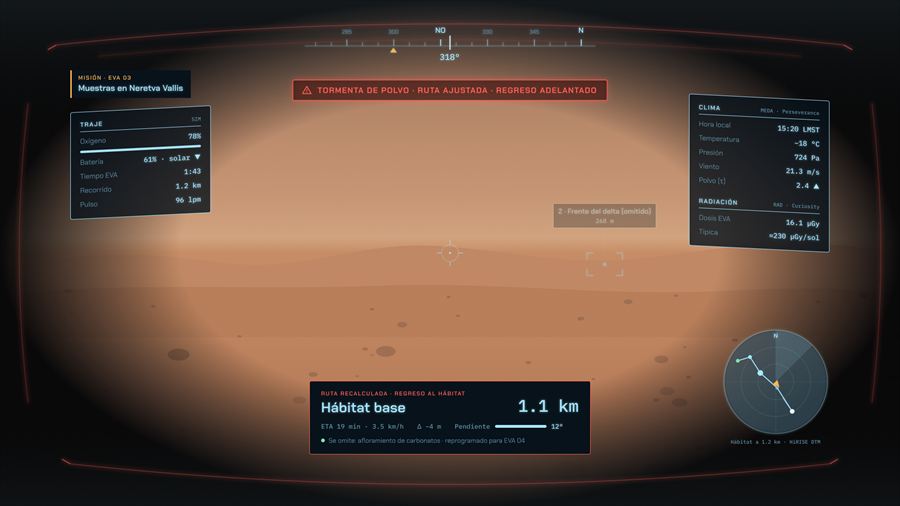 285 300 NO 330 345 N
318°
MISIÓN · EVA 03
Muestras en Neretva Vallis
TORMENTA DE POLVO · RUTA AJUSTADA · REGRESO ADELANTADO
TRAJE SIM
Oxígeno 78%
Batería 61% · solar ▼
Tiempo EVA 1:43
Recorrido 1.2 km
Pulso 96 lpm
CLIMA MEDA · Perseverance
Hora local 15:20 LMST
Temperatura −18 °C
Presión 724 Pa
Viento 21.3 m/s
Polvo (τ) 2.4 ▲
RADIACIÓN RAD · Curiosity
Dosis EVA 16.1 µGy
Típica ≈230 µGy/sol
2 · Frente del delta (omitido)
260 m
N
Hábitat a 1.2 km · HiRISE DTM
RUTA RECALCULADA · REGRESO AL HÁBITAT
Hábitat base 1.1 km
ETA 19 min · 3.5 km/h Δ −4 m Pendiente 12°
Se omite: afloramiento de carbonatos · reprogramado para EVA 04